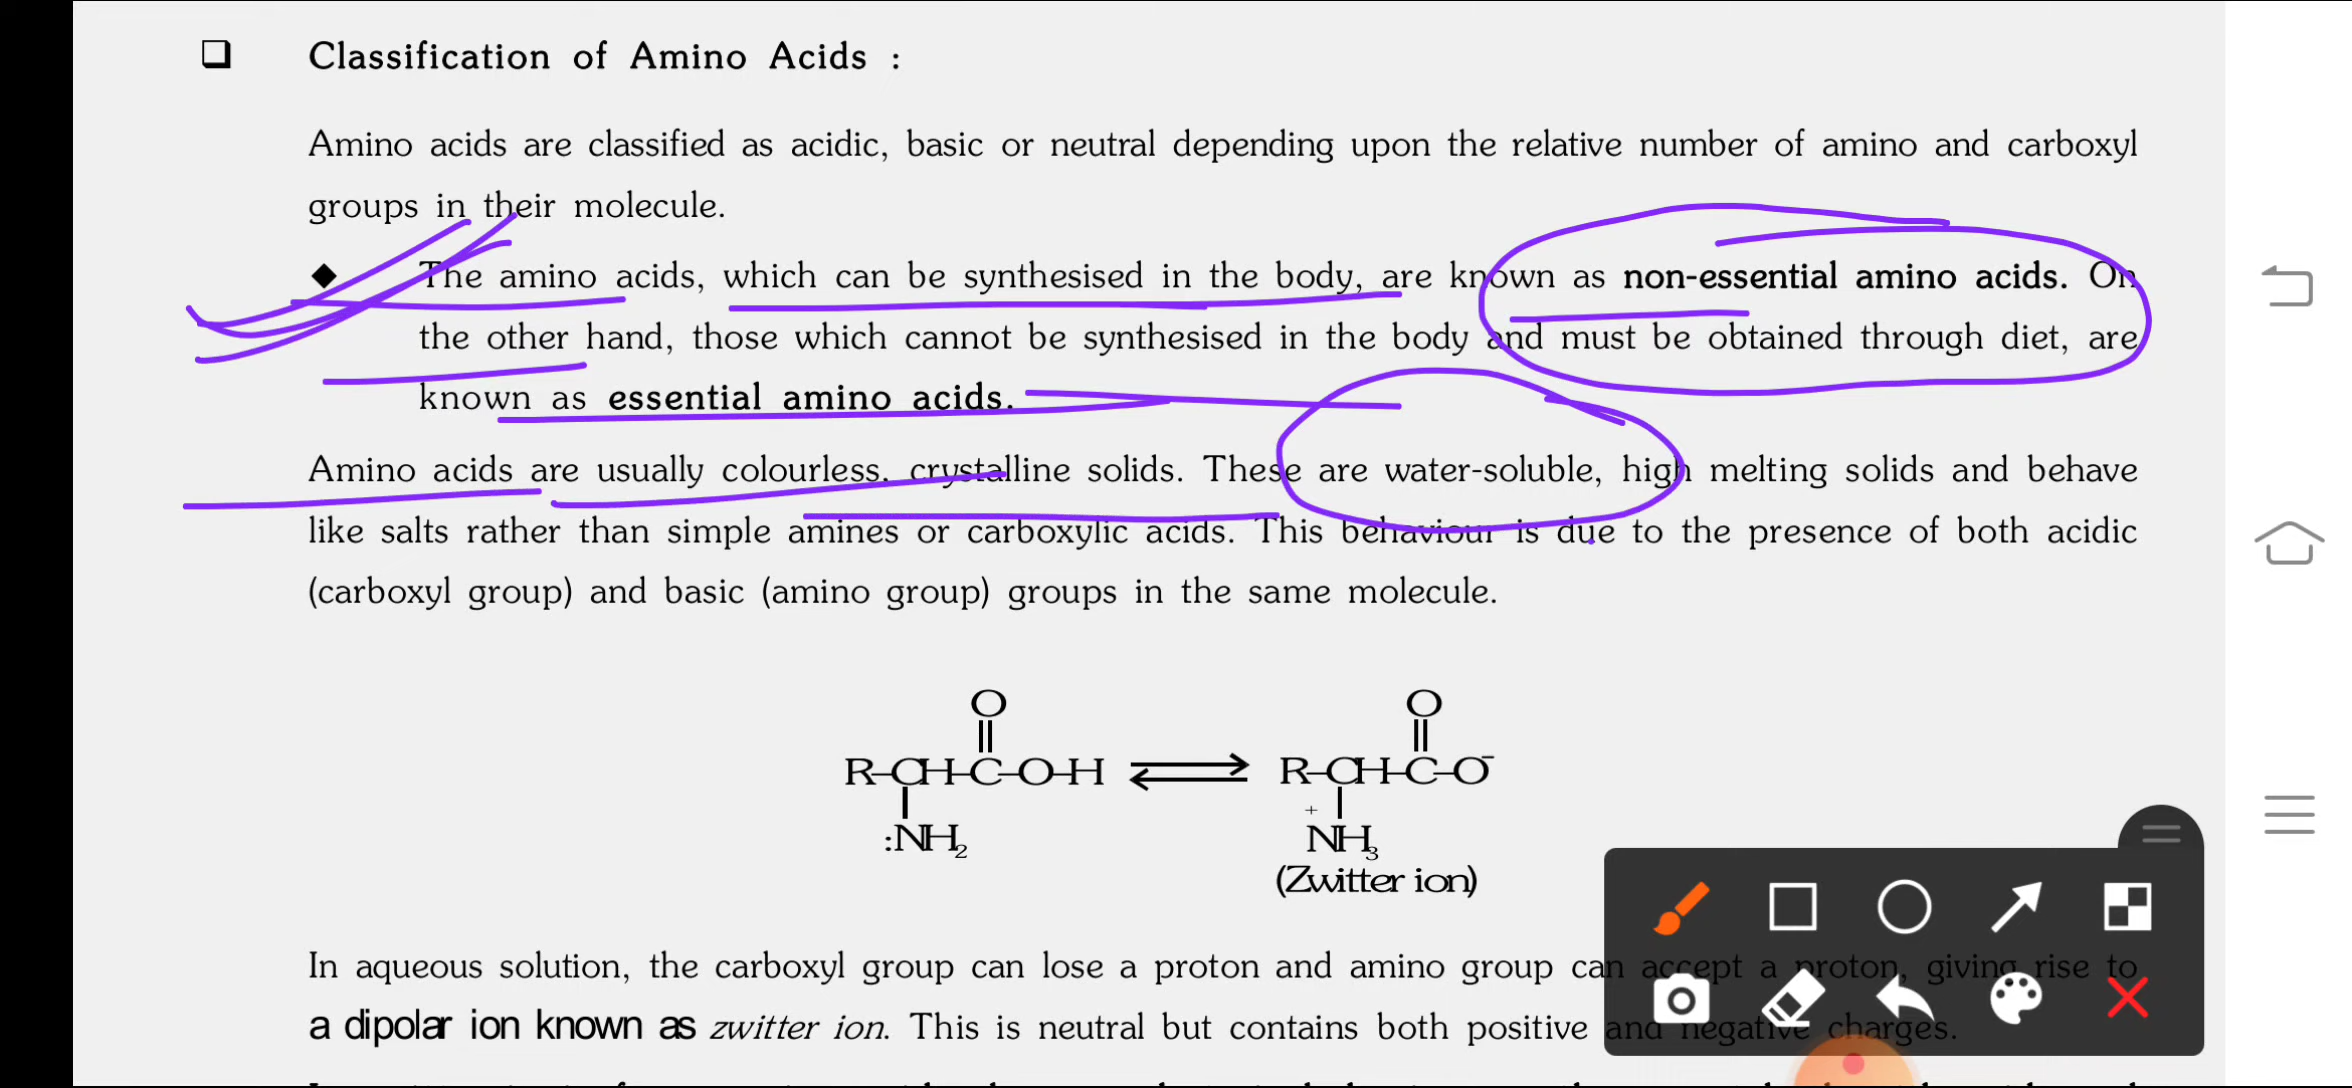 Classification of Amino Acids :
Amino acids are classified as acidic, basic or neutral depending upon the relative number of amino and carboxyl
groups in their molecule.
The amino acids, which can be synthesised in the body, are known as non-essential amino acids. On
the other hand, those which cannot be synthesised in the body and must be obtained through diet, are
known as essential amino acids.
Amino acids are usually colourless, crystalline solids. These are water-soluble, high melting solids and behave
like salts rather than simple amines or carboxylic acids. This behaviour is due to the presence of both acidic
(carboxyl group) and basic (amino group) groups in the same molecule.
O O
|| ||
R–CH–C–O–H ⇌ R–CH–C–O⁻
| + |
:NH₂ NH₃
(Zwitter ion)
In aqueous solution, the carboxyl group can lose a proton and amino group can accept a proton, giving rise to
a dipolar ion known as zwitter ion. This is neutral but contains both positive and negative charges.